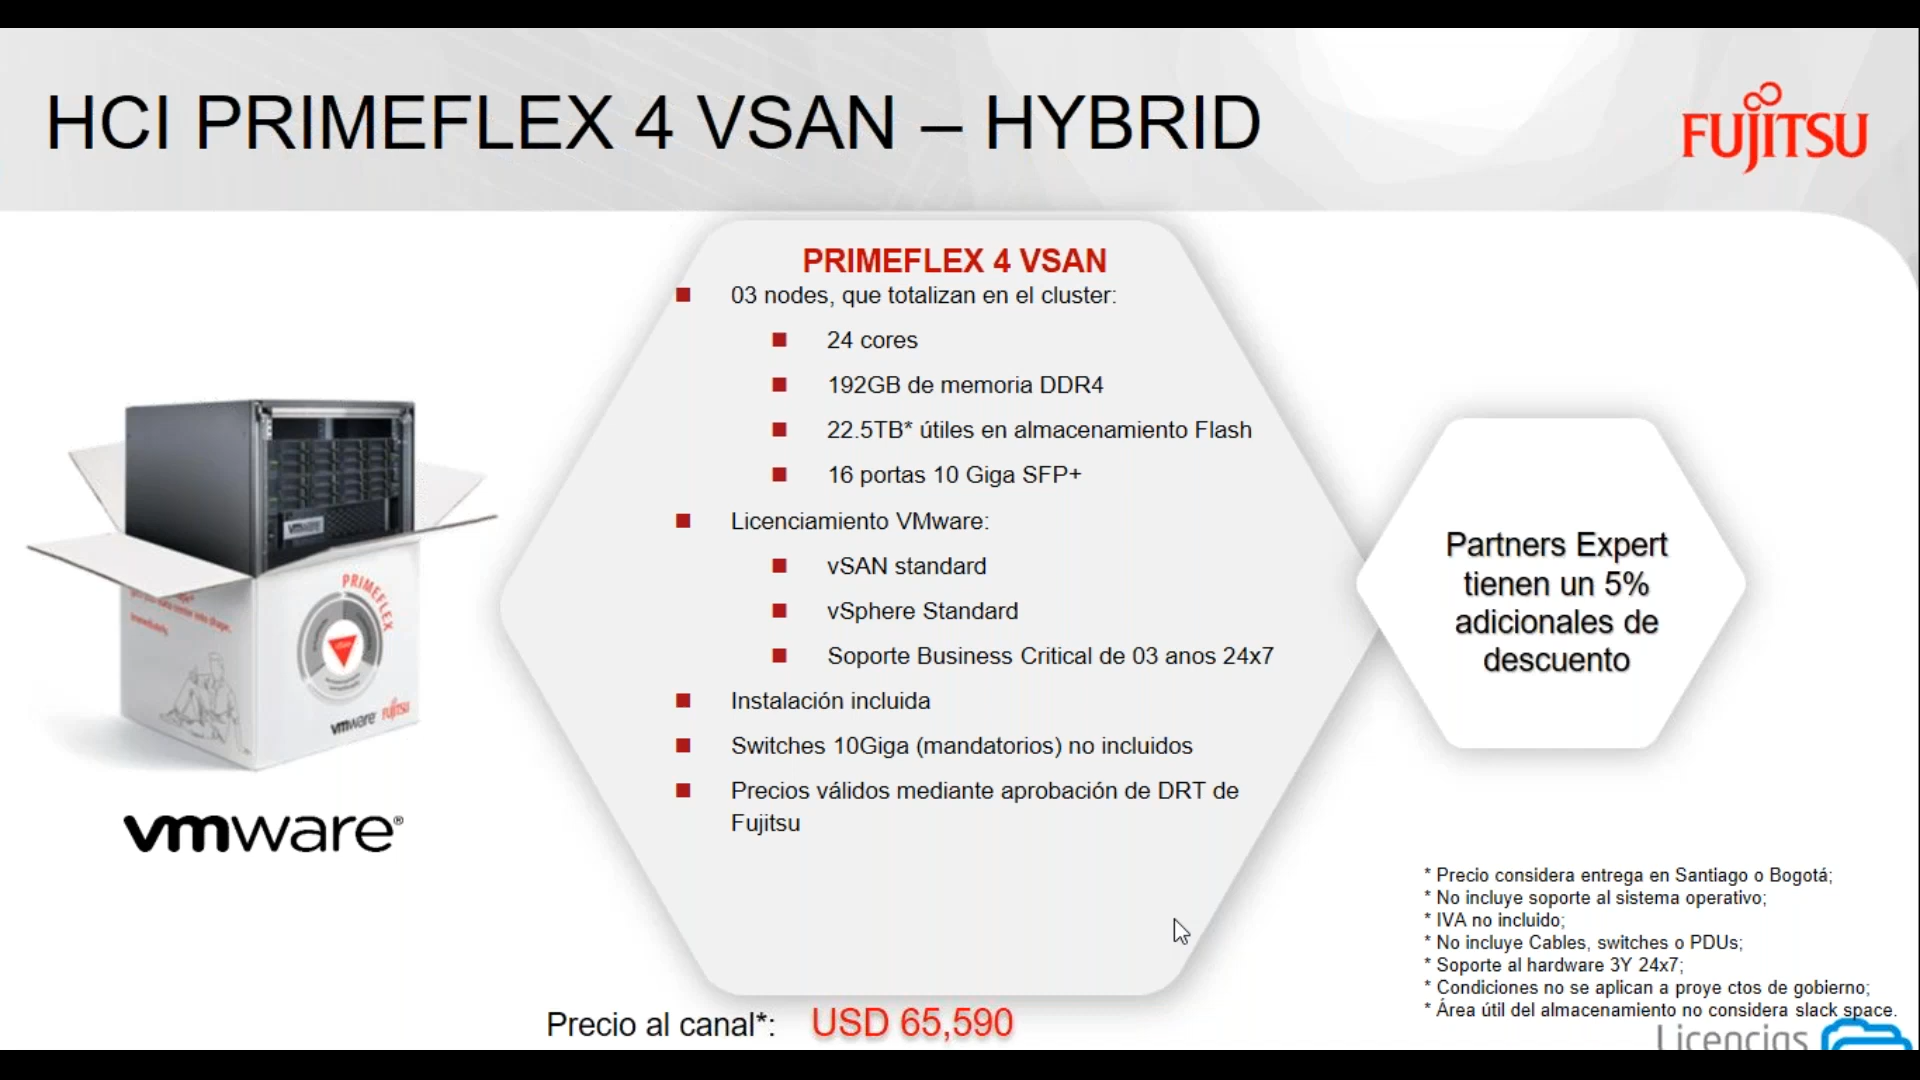 HCI PRIMEFLEX 4 VSAN – HYBRID
FUJITSU
PRIMEFLEX 4 VSAN
03 nodes, que totalizan en el cluster:
24 cores
192GB de memoria DDR4
22.5TB* útiles en almacenamiento Flash
16 portas 10 Giga SFP+
Licenciamiento VMware:
vSAN standard
vSphere Standard
Soporte Business Critical de 03 anos 24x7
Instalación incluida
Switches 10Giga (mandatorios) no incluidos
Precios válidos mediante aprobación de DRT de
Fujitsu
Partners Expert
tienen un 5%
adicionales de
descuento
vmware
PRIMEFLEX
immediately.
vmware FUJITSU
vmware®
* Precio considera entrega en Santiago o Bogotá;
* No incluye soporte al sistema operativo;
* IVA no incluido;
* No incluye Cables, switches o PDUs;
* Soporte al hardware 3Y 24x7;
* Condiciones no se aplican a proye ctos de gobierno;
* Área útil del almacenamiento no considera slack space.
Precio al canal*: USD 65,590
Licencias